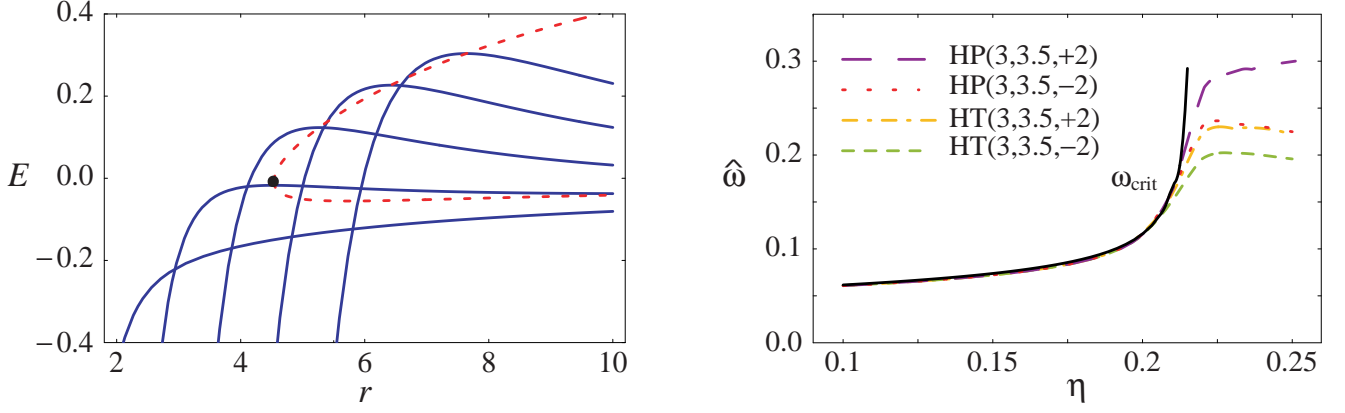 0.4
0.2
0.0
−0.2
−0.4
E
2
4
6
8
10
r
0.3
0.2
0.1
0.0
ω̂
HP(3,3.5,+2)
HP(3,3.5,−2)
HT(3,3.5,+2)
HT(3,3.5,−2)
ωcrit
0.1
0.15
0.2
0.25
η